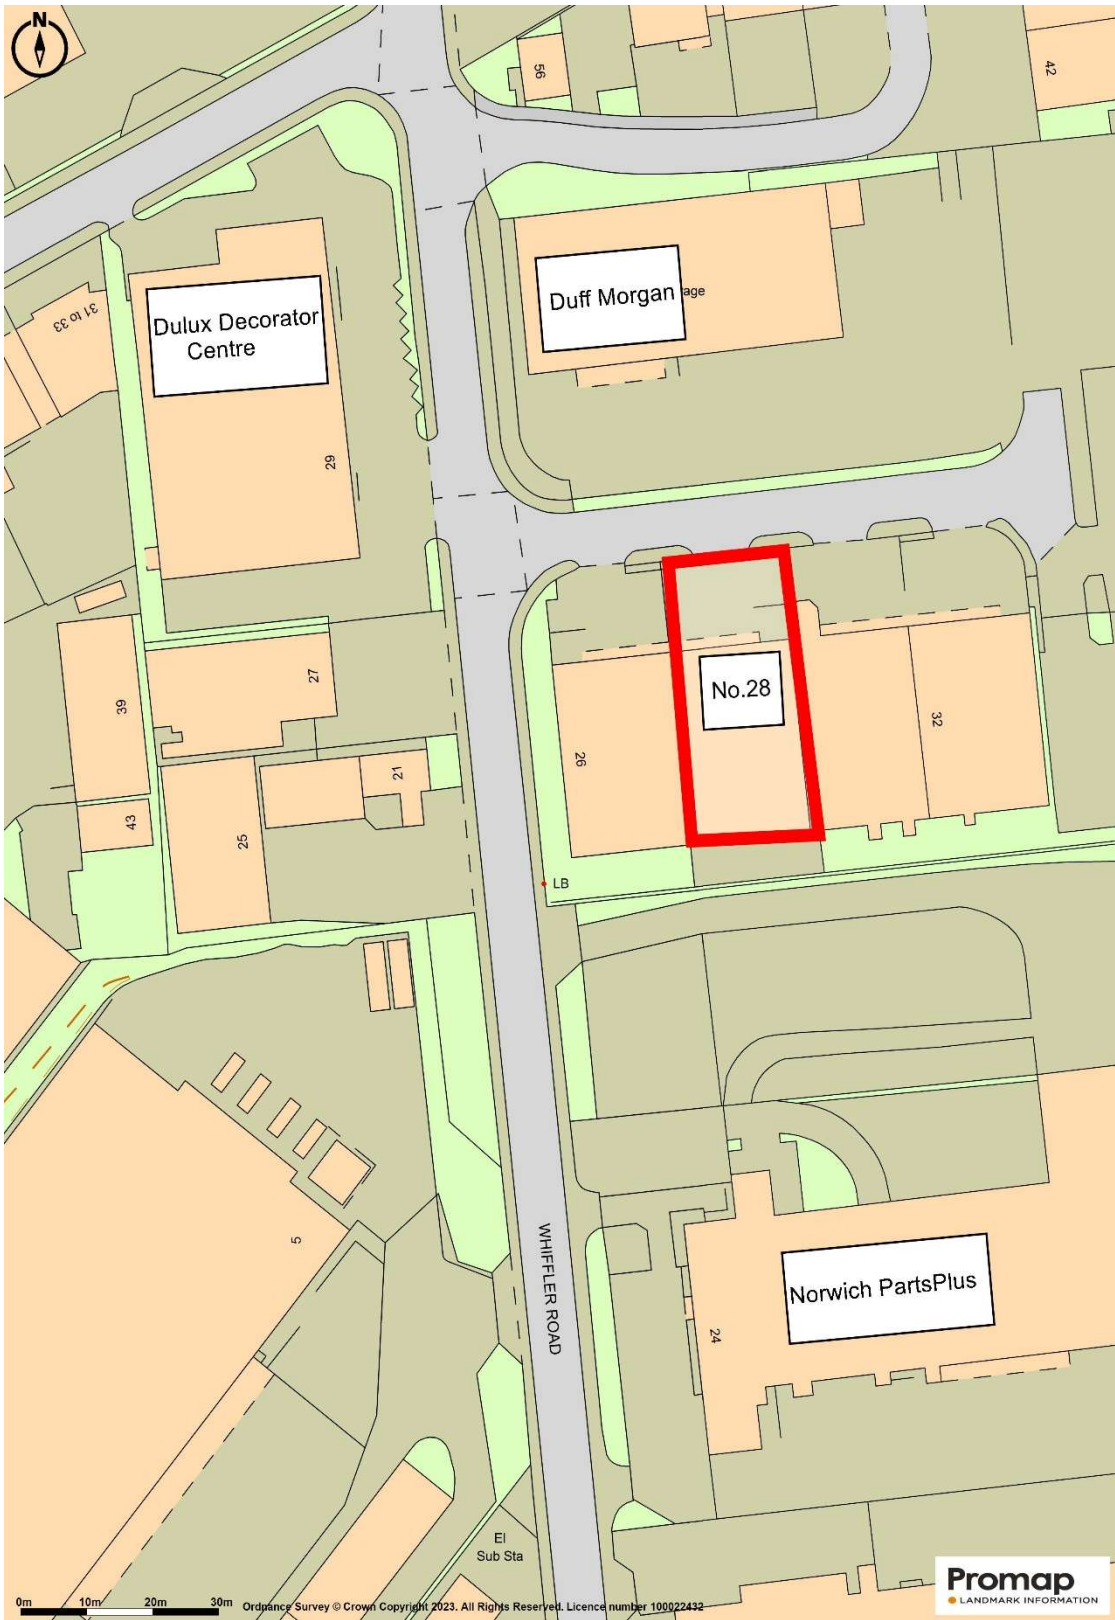 N
56
42
31 to 33
Dulux Decorator
Centre
Duff Morgan
age
29
27
39
No.28
32
26
21
43
25
LB
WHIFFLER ROAD
5
Norwich PartsPlus
24
El
Sub Sta
0m 10m 20m 30m
Ordnance Survey © Crown Copyright 2023. All Rights Reserved. Licence number 100022432
Promap
LANDMARK INFORMATION